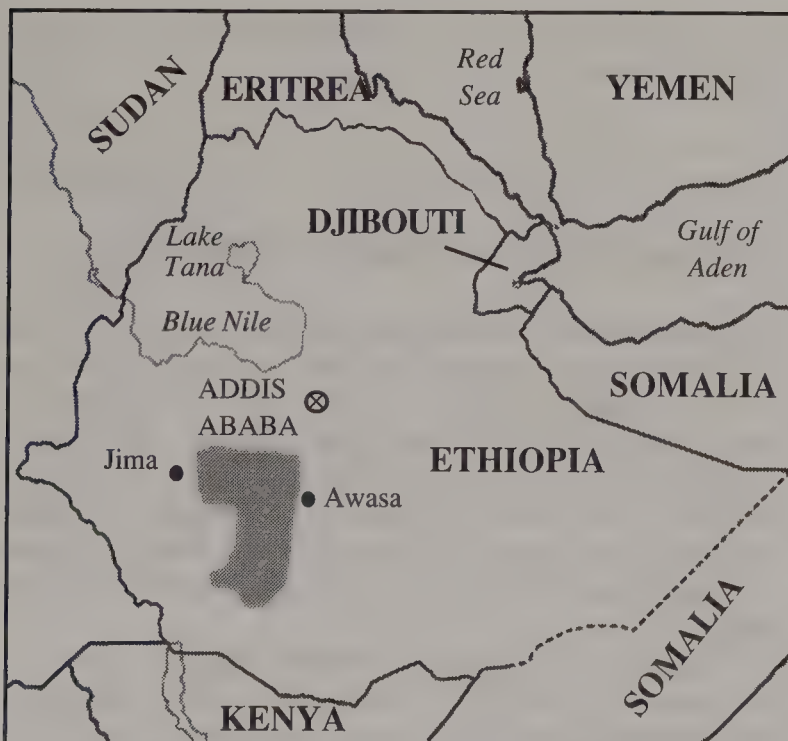 SUDAN
ERITREA
Red
Sea
YEMEN
DJIBOUTI
Gulf of
Aden
Lake
Tana
Blue Nile
ADDIS
ABABA
SOMALIA
Jima
ETHIOPIA
Awasa
SOMALIA
KENYA